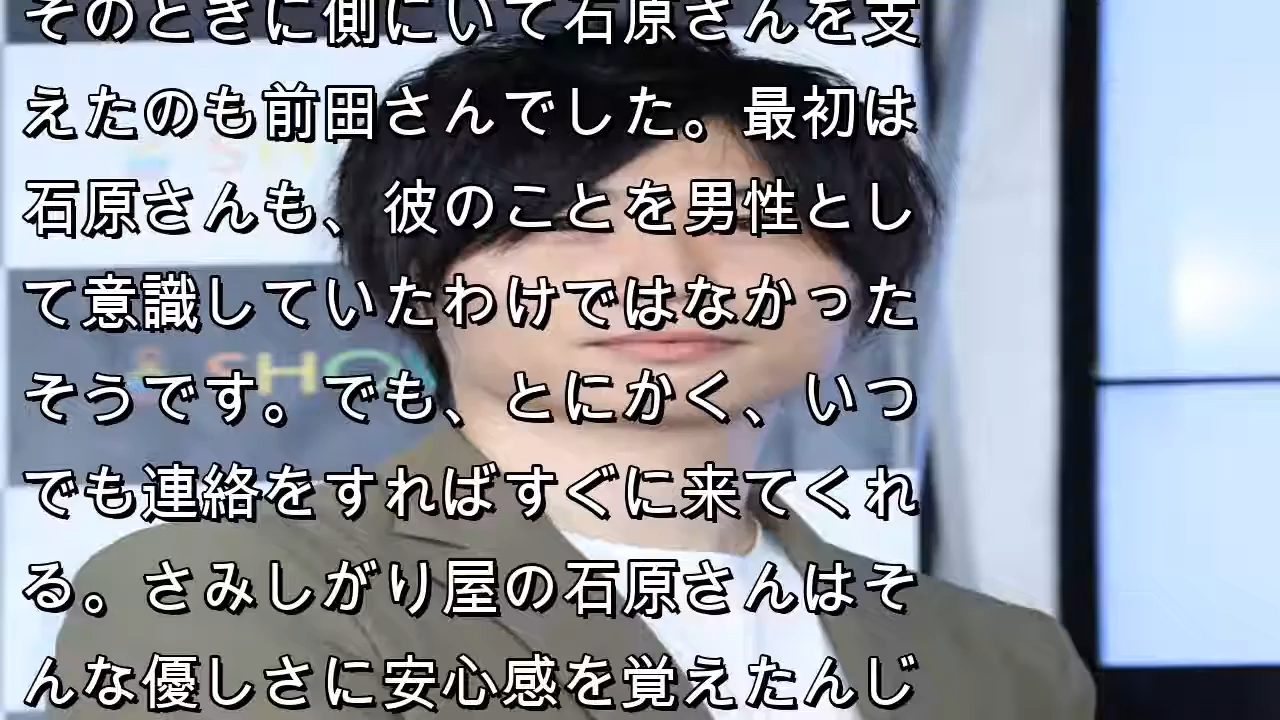 そのときに側にいて石原さんを支
えたのも前田さんでした。最初は
石原さんも、彼のことを男性とし
て意識していたわけではなかった
そうです。でも、とにかく、いつ
でも連絡をすればすぐに来てくれ
る。さみしがり屋の石原さんはそ
んな優しさに安心感を覚えたんじ
SHO